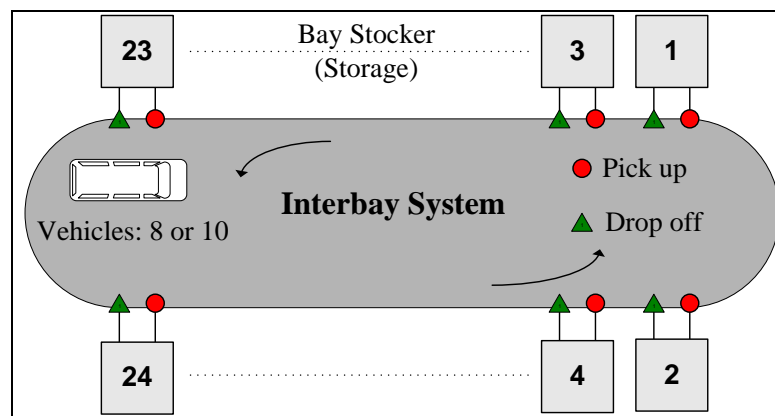 23
Bay Stocker
(Storage)
3
1
Pick up
Interbay System
Drop off
Vehicles: 8 or 10
24
4
2